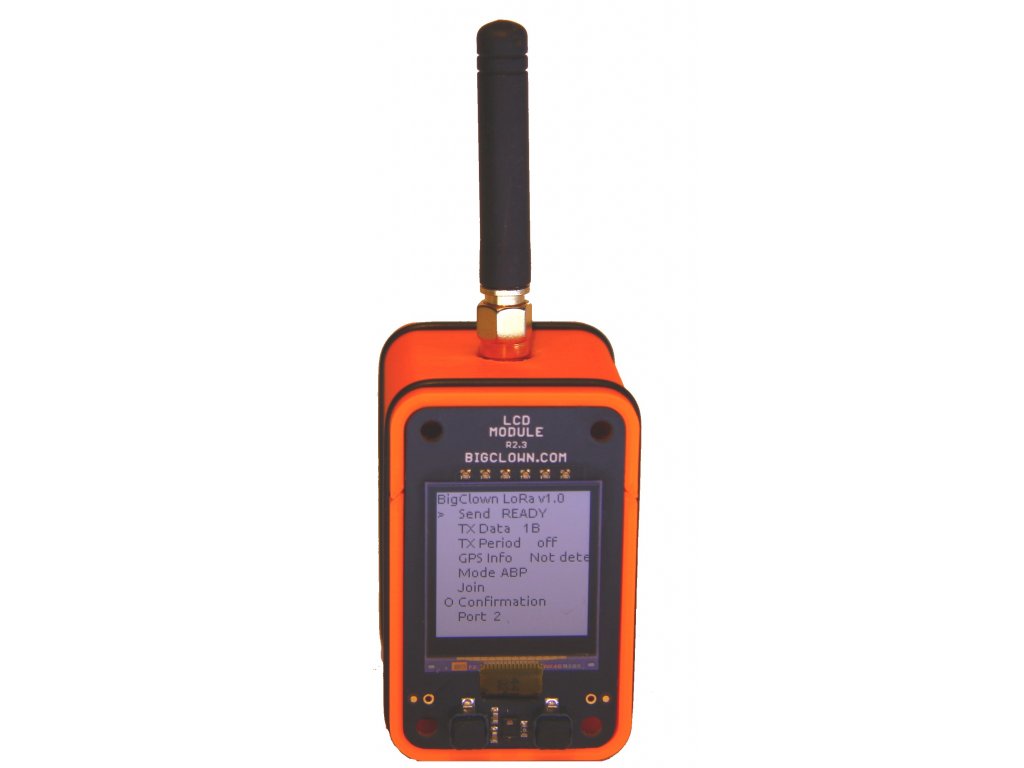 LCD
MODULE
R2.3
BIGCLOWN.COM
BigClown LoRa v1.0
» Send READY
TX Data 1B
TX Period off
GPS Info Not dete
Mode ABP
Join
O Confirmation
Port 2